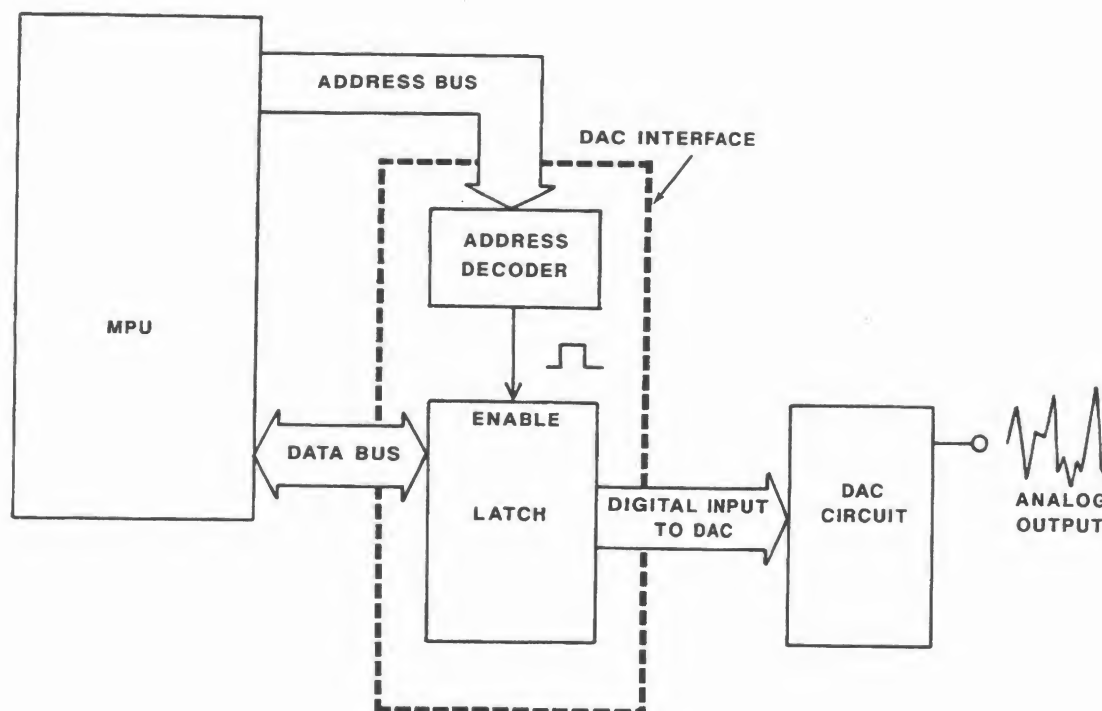 ADDRESS BUS
DAC INTERFACE
ADDRESS
DECODER
MPU
ENABLE
DATA BUS
LATCH
DIGITAL INPUT
TO DAC
DAC
CIRCUIT
ANALOG
OUTPUT